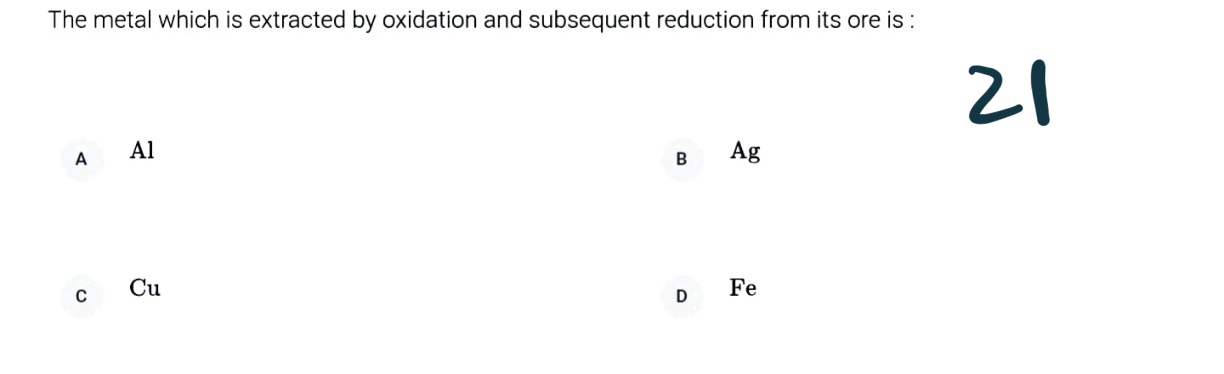 The metal which is extracted by oxidation and subsequent reduction from its ore is :
21
A Al
B Ag
C Cu
D Fe